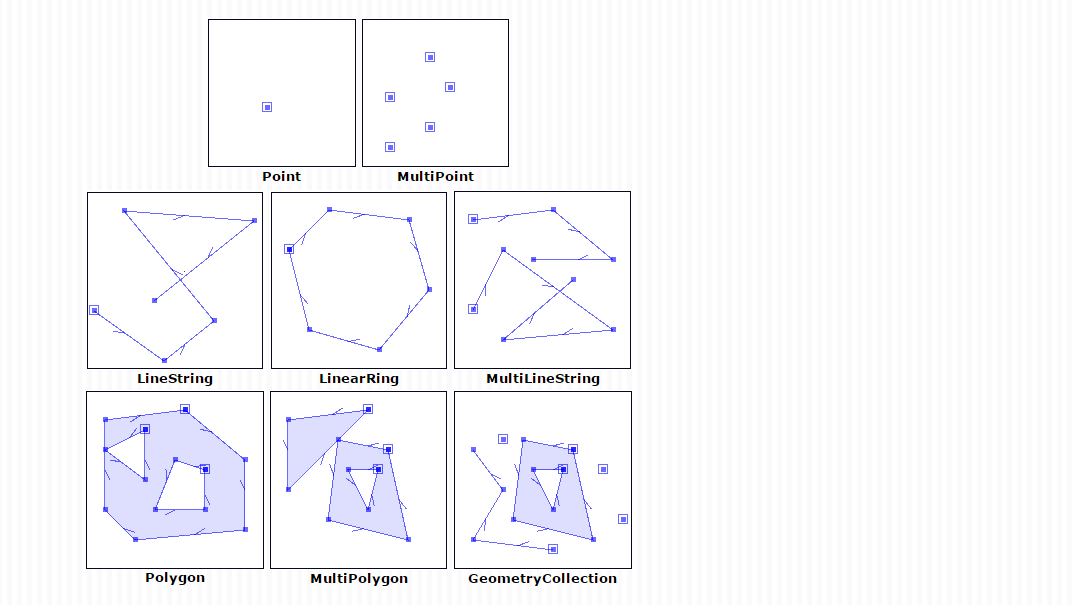 Point
MultiPoint
LineString
LinearRing
MultiLineString
Polygon
MultiPolygon
GeometryCollection